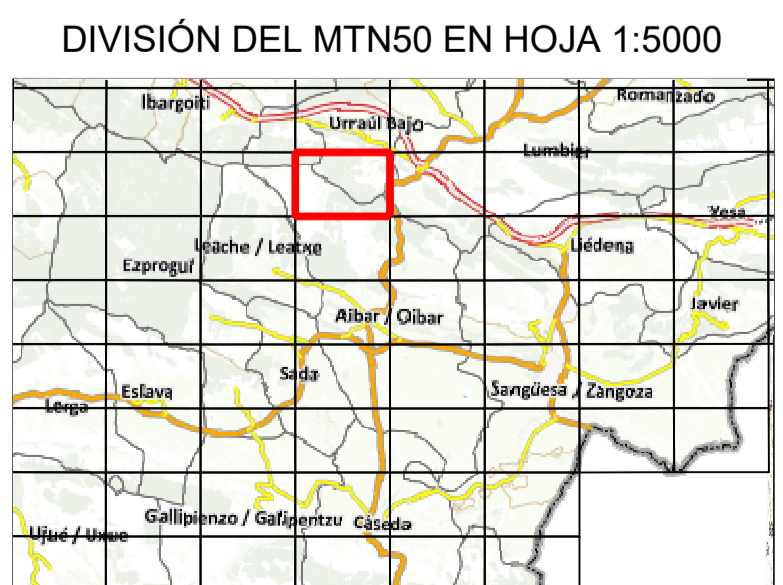 DIVISIÓN DEL MTN50 EN HOJA 1:5000
Ibargoiti
Romanzado
Urraúl Bajo
Lumbier
Yesa
Leache / Leatxe
Liédena
Ezprogui
Javier
Aibar / Oibar
Sada
Eslava
Sangüesa / Zangoza
Lerga
Gallipienzo / Galipentzu
Cáseda
Ujué / Uxue